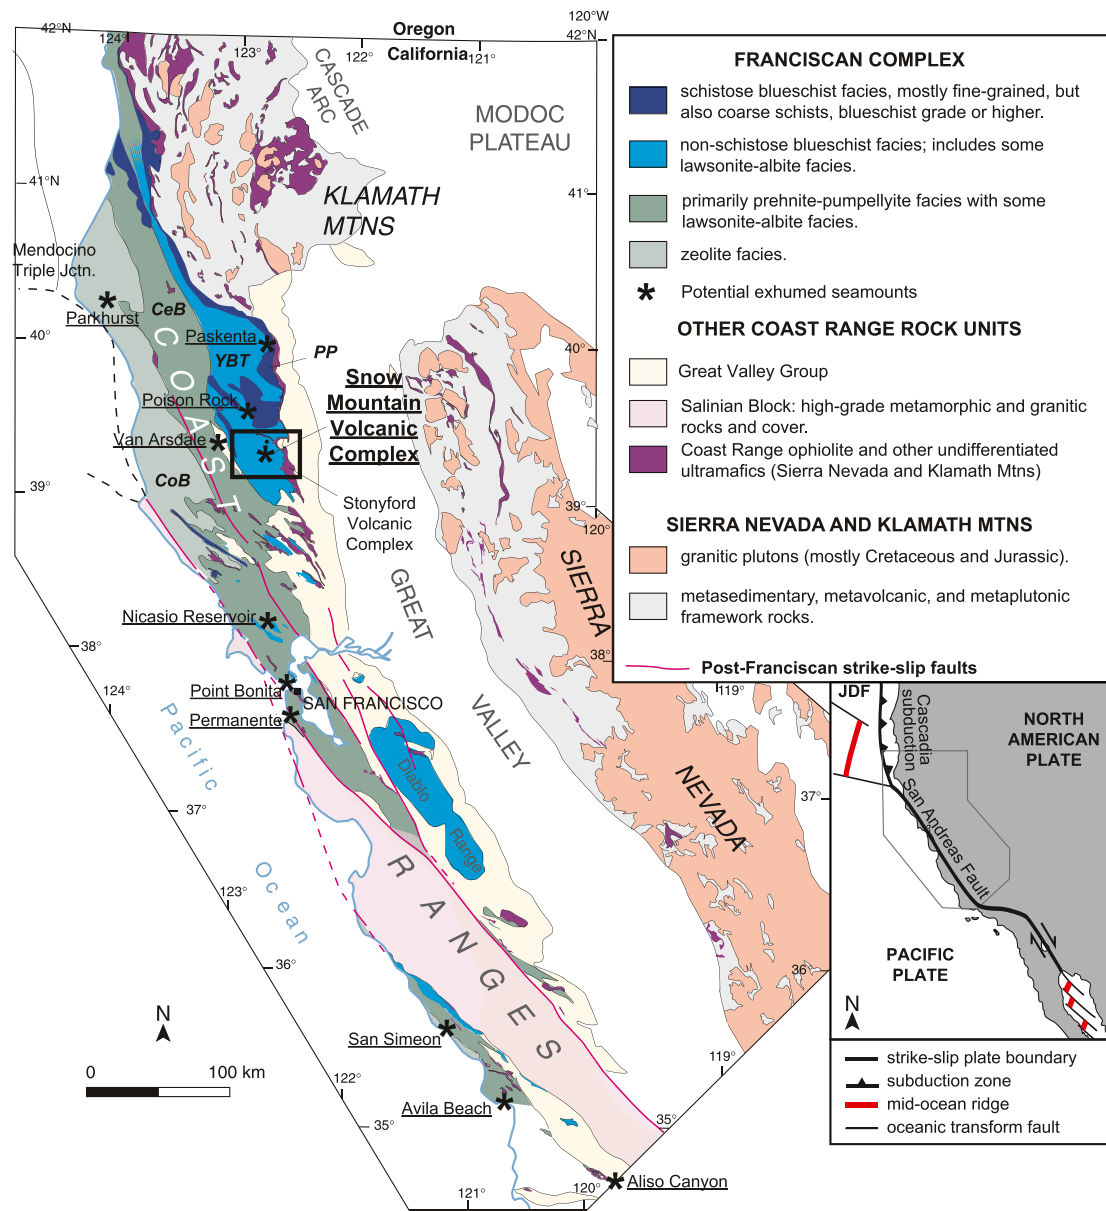 Oregon
California
42°N
124°
123°
122°
121°
120°W
42°N
CASCADE
ARC
MODOC
PLATEAU
41°N
41°
KLAMATH
MTNS
Mendocino
Triple Jctn.
Parkhurst
CeB
Paskenta
YBT
PP
40°
40°
Snow
Mountain
Volcanic
Complex
Poison Rock
Van Arsdale
CoB
COAST
39°
39°
120°
Stonyford
Volcanic
Complex
GREAT
VALLEY
SIERRA
NEVADA
Nicasio Reservoir
38°
38°
Point Bonita
SAN FRANCISCO
Permanente
124°
119°
Pacific
Ocean
Diablo
Range
37°
37°
RANGES
123°
36°
36°
San Simeon
Avila Beach
Aliso Canyon
122°
35°
35°
119°
121°
120°
N
0
100 km
FRANCISCAN COMPLEX
schistose blueschist facies, mostly fine-grained, but
also coarse schists, blueschist grade or higher.
non-schistose blueschist facies; includes some
lawsonite-albite facies.
primarily prehnite-pumpellyite facies with some
lawsonite-albite facies.
zeolite facies.
Potential exhumed seamounts
OTHER COAST RANGE ROCK UNITS
Great Valley Group
Salinian Block: high-grade metamorphic and granitic
rocks and cover.
Coast Range ophiolite and other undifferentiated
ultramafics (Sierra Nevada and Klamath Mtns)
SIERRA NEVADA AND KLAMATH MTNS
granitic plutons (mostly Cretaceous and Jurassic).
metasedimentary, metavolcanic, and metaplutonic
framework rocks.
Post-Franciscan strike-slip faults
JDF
Cascadia
subduction
NORTH
AMERICAN
PLATE
San Andreas Fault
PACIFIC
PLATE
N
strike-slip plate boundary
subduction zone
mid-ocean ridge
oceanic transform fault